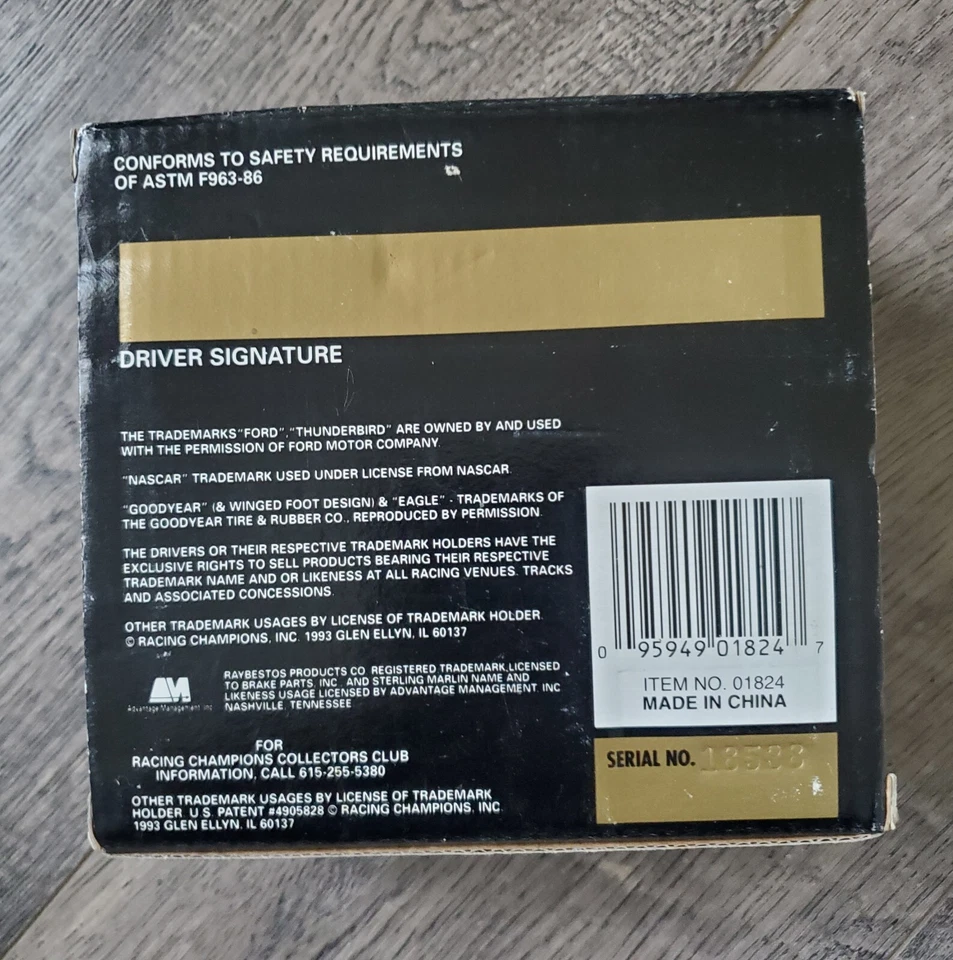 CONFORMS TO SAFETY REQUIREMENTS
OF ASTM F963-86
DRIVER SIGNATURE
THE TRADEMARKS "FORD", "THUNDERBIRD" ARE OWNED BY AND USED
WITH THE PERMISSION OF FORD MOTOR COMPANY.
"NASCAR" TRADEMARK USED UNDER LICENSE FROM NASCAR.
"GOODYEAR" (& WINGED FOOT DESIGN) & "EAGLE" - TRADEMARKS OF
THE GOODYEAR TIRE & RUBBER CO., REPRODUCED BY PERMISSION.
THE DRIVERS OR THEIR RESPECTIVE TRADEMARK HOLDERS HAVE THE
EXCLUSIVE RIGHTS TO SELL PRODUCTS BEARING THEIR RESPECTIVE
TRADEMARK NAME AND OR LIKENESS AT ALL RACING VENUES. TRACKS
AND ASSOCIATED CONCESSIONS.
OTHER TRADEMARK USAGES BY LICENSE OF TRADEMARK HOLDER.
© RACING CHAMPIONS, INC. 1993 GLEN ELLYN, IL 60137
AM
Advantage Management Inc
RAYBESTOS PRODUCTS CO. REGISTERED TRADEMARK, LICENSED
TO BRAKE PARTS, INC. AND STERLING MARLIN NAME AND
LIKENESS USAGE LICENSED BY ADVANTAGE MANAGEMENT, INC
NASHVILLE, TENNESSEE
FOR
RACING CHAMPIONS COLLECTORS CLUB
INFORMATION, CALL 615-255-5380
OTHER TRADEMARK USAGES BY LICENSE OF TRADEMARK
HOLDER. U.S. PATENT #4905828 © RACING CHAMPIONS, INC.
1993 GLEN ELLYN, IL 60137
0 95949 01824 7
ITEM NO. 01824
MADE IN CHINA
SERIAL NO.